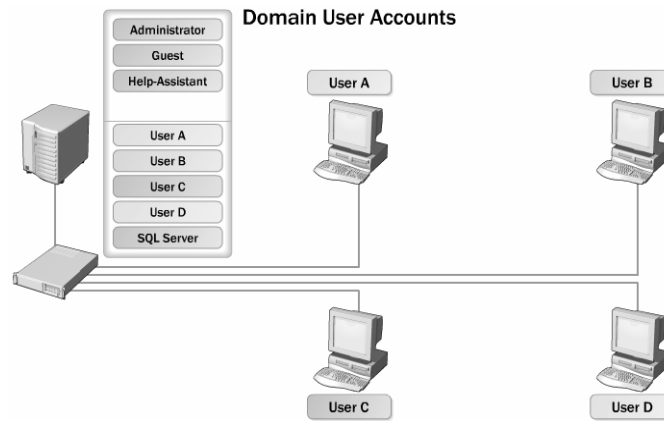 Domain User Accounts
Administrator
Guest
Help-Assistant
User A
User B
User C
User D
SQL Server
User A
User B
User C
User D